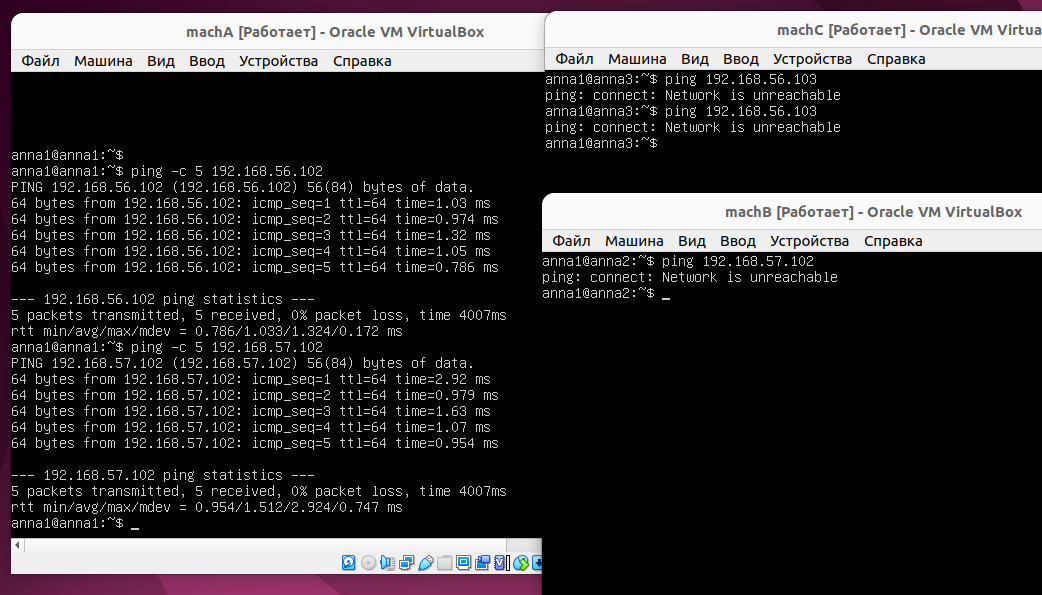 machA [Работает] - Oracle VM VirtualBox
Файл Машина Вид Ввод Устройства Справка
anna1@anna1:~$
anna1@anna1:~$ ping -c 5 192.168.56.102
PING 192.168.56.102 (192.168.56.102) 56(84) bytes of data.
64 bytes from 192.168.56.102: icmp_seq=1 ttl=64 time=1.03 ms
64 bytes from 192.168.56.102: icmp_seq=2 ttl=64 time=0.974 ms
64 bytes from 192.168.56.102: icmp_seq=3 ttl=64 time=1.32 ms
64 bytes from 192.168.56.102: icmp_seq=4 ttl=64 time=1.05 ms
64 bytes from 192.168.56.102: icmp_seq=5 ttl=64 time=0.786 ms
--- 192.168.56.102 ping statistics ---
5 packets transmitted, 5 received, 0% packet loss, time 4007ms
rtt min/avg/max/mdev = 0.786/1.033/1.324/0.172 ms
anna1@anna1:~$ ping -c 5 192.168.57.102
PING 192.168.57.102 (192.168.57.102) 56(84) bytes of data.
64 bytes from 192.168.57.102: icmp_seq=1 ttl=64 time=2.92 ms
64 bytes from 192.168.57.102: icmp_seq=2 ttl=64 time=0.979 ms
64 bytes from 192.168.57.102: icmp_seq=3 ttl=64 time=1.63 ms
64 bytes from 192.168.57.102: icmp_seq=4 ttl=64 time=1.07 ms
64 bytes from 192.168.57.102: icmp_seq=5 ttl=64 time=0.954 ms
--- 192.168.57.102 ping statistics ---
5 packets transmitted, 5 received, 0% packet loss, time 4007ms
rtt min/avg/max/mdev = 0.954/1.512/2.924/0.747 ms
anna1@anna1:~$ _
machC [Работает] - Oracle VM Virtua
Файл Машина Вид Ввод Устройства Справка
anna1@anna3:~$ ping 192.168.56.103
ping: connect: Network is unreachable
anna1@anna3:~$ ping 192.168.56.103
ping: connect: Network is unreachable
anna1@anna3:~$
machB [Работает] - Oracle VM VirtualBox
Файл Машина Вид Ввод Устройства Справка
anna1@anna2:~$ ping 192.168.57.102
ping: connect: Network is unreachable
anna1@anna2:~$ _